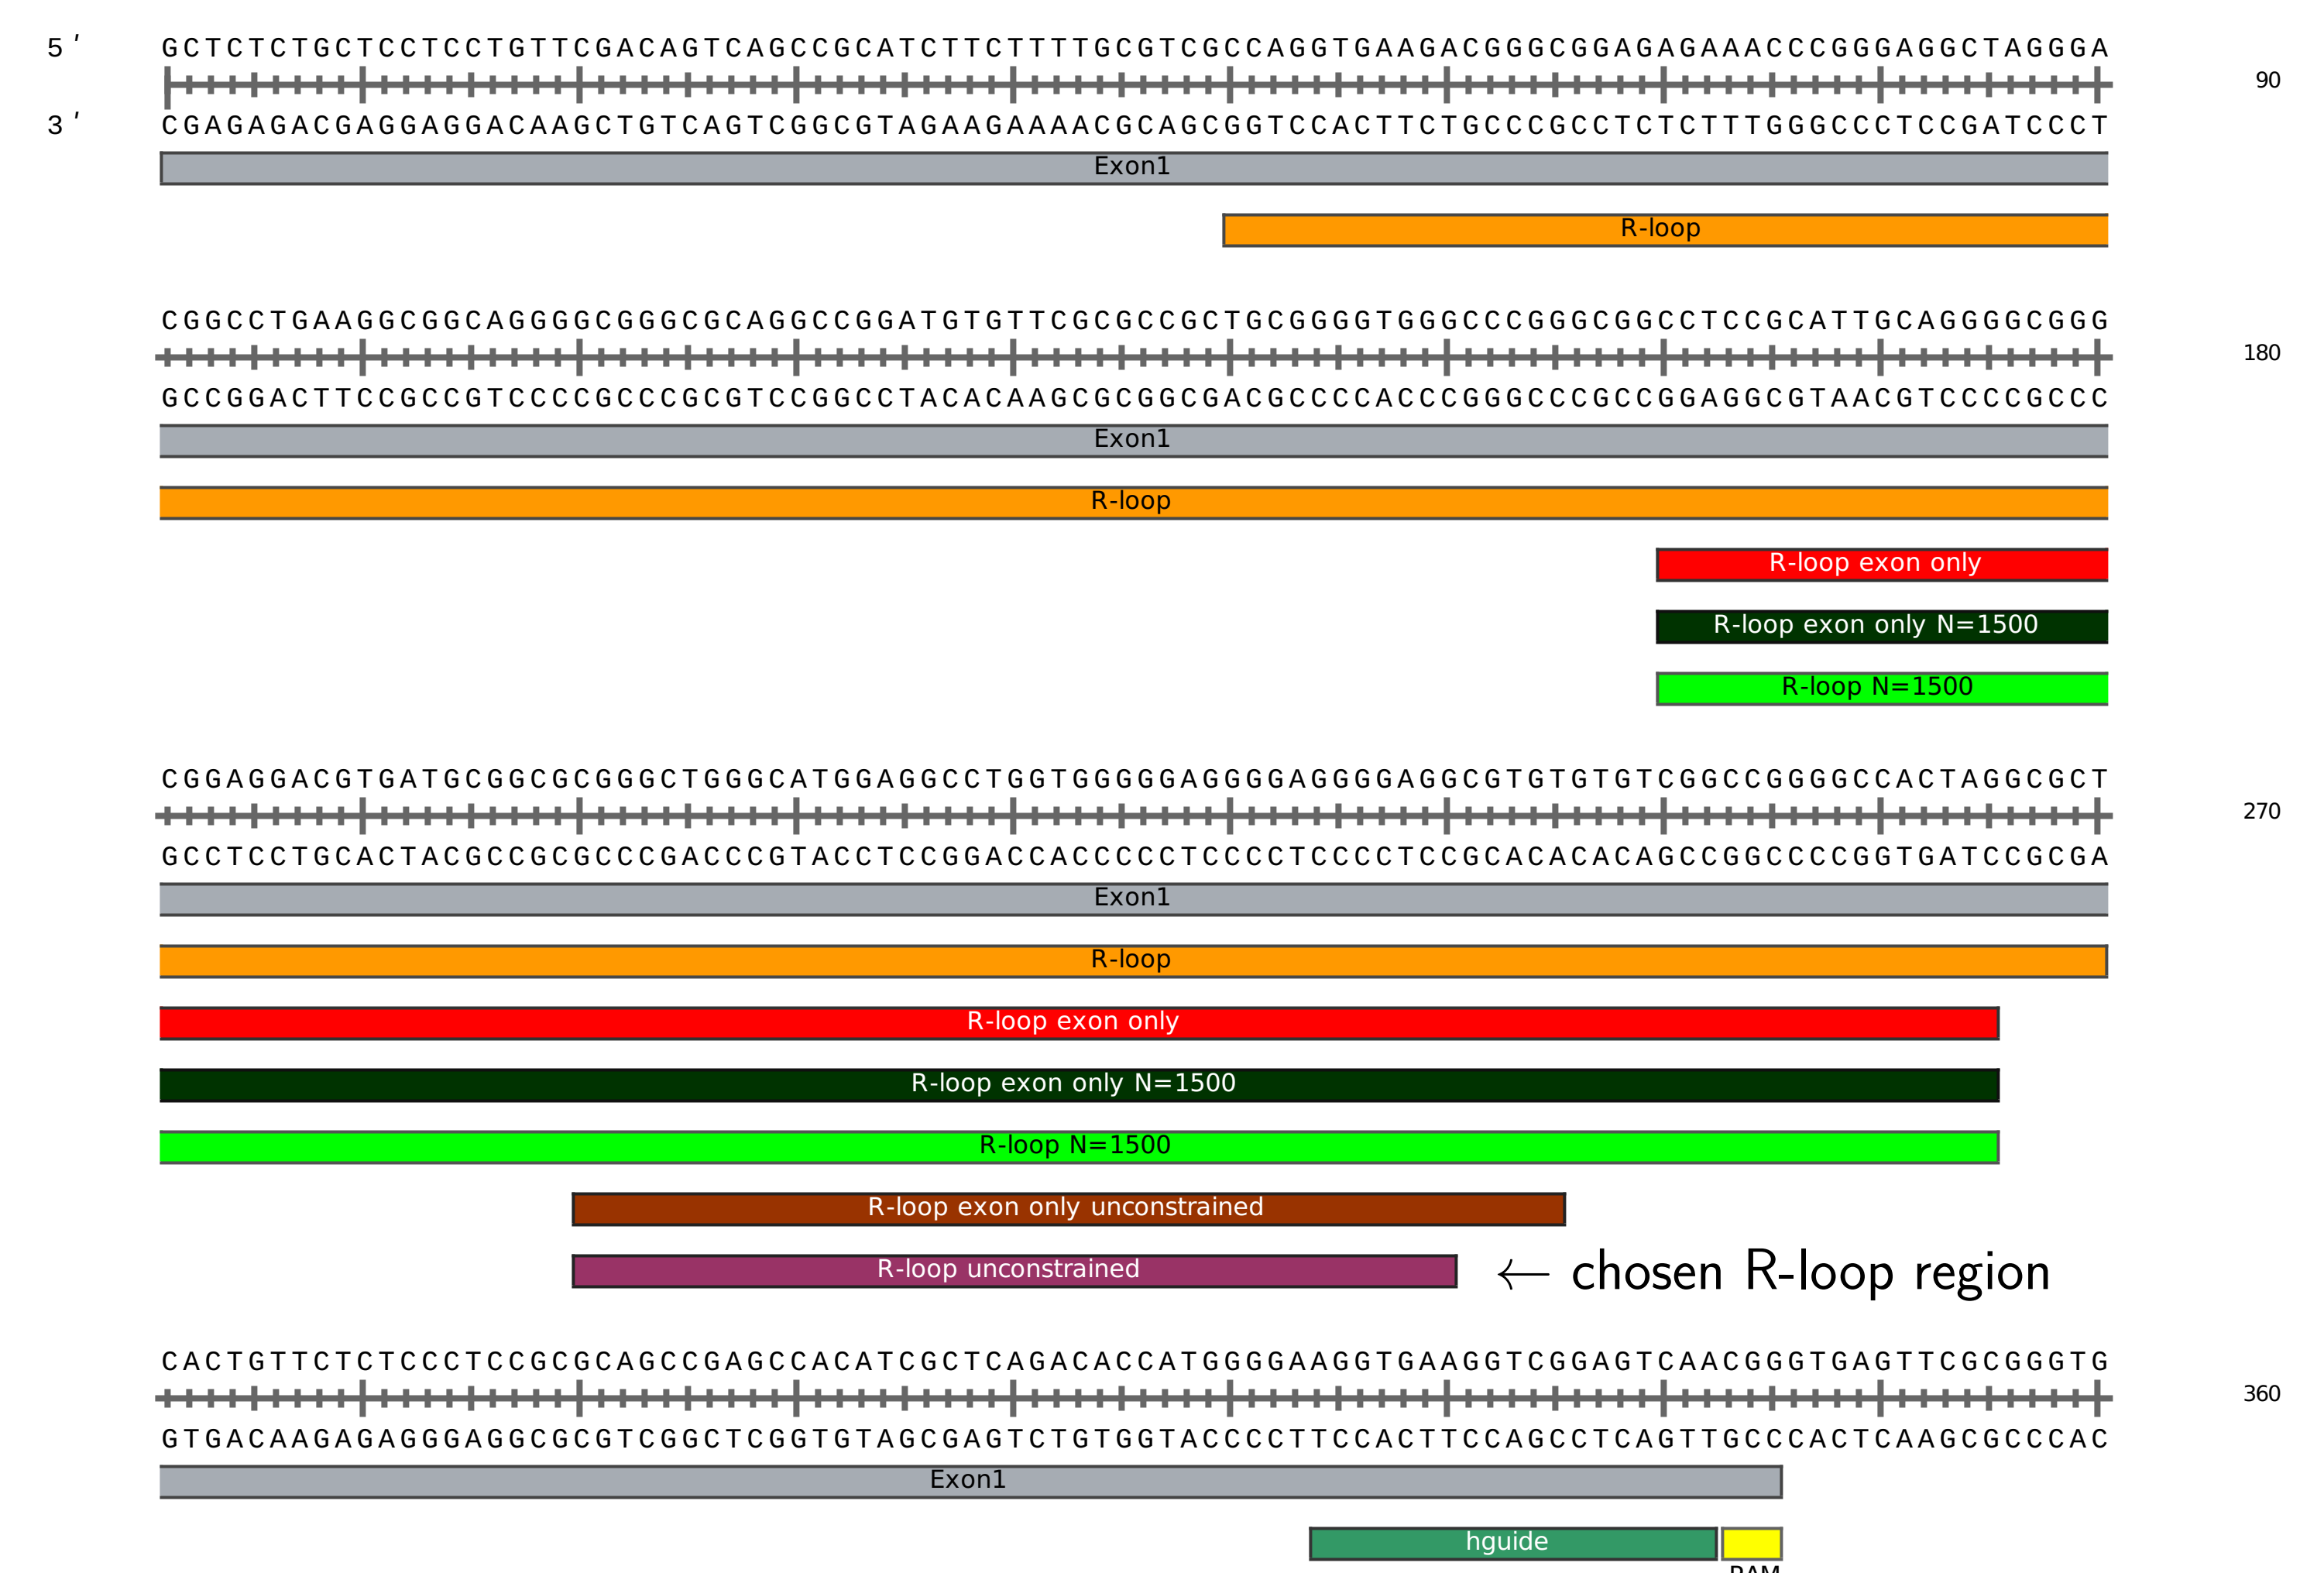 5 ' GCTCTCTGCTCCTCCTGTTCGACAGTCAGCCGCATCTTCTTTTGCGTCGCCAGGTGAAGACGGGCGGAGAGAAACCCGGGAGGCTAGGGA
90
3 ' CGAGAGACGAGGAGGACAAGCTGTCAGTCGGCGTAGAAGAAAACGCAGCGGTCCACTTCTGCCCGCCTCTCTTTGGGCCCTCCGATCCCT
Exon1
R-loop
CGGCCTGAAGGCGGCAGGGGCGGGCGCAGGCCGGATGTGTTCGCGCCGCTGCGGGGTGGGCCCGGGCGGCCTCCGCATTGCAGGGGCGGG
180
GCCGGACTTCCGCCGTCCCCGCCCGCGTCCGGCCTACACAAGCGCGGCGACGCCCCACCCGGGCCCGCCGGAGGCGTAACGTCCCCGCCC
Exon1
R-loop
R-loop exon only
R-loop exon only N=1500
R-loop N=1500
CGGAGGACGTGATGCGGCGCGGGCTGGGCATGGAGGCCTGGTGGGGGAGGGGAGGGGAGGCGTGTGTGTCGGCCGGGGCCACTAGGCGCT
270
GCCTCCTGCACTACGCCGCGCCCGACCCGTACCTCCGGACCACCCCCTCCCCTCCCCTCCGCACACACAGCCGGCCCCGGTGATCCGCGA
Exon1
R-loop
R-loop exon only
R-loop exon only N=1500
R-loop N=1500
R-loop exon only unconstrained
R-loop unconstrained ← chosen R-loop region
CACTGTTCTCTCCCTCCGCGCAGCCGAGCCACATCGCTCAGACACCATGGGGAAGGTGAAGGTCGGAGTCAACGGGTGAGTTCGCGGGTG
360
GTGACAAGAGAGGGAGGCGCGTCGGCTCGGTGTAGCGAGTCTGTGGTACCCCTTCCACTTCCAGCCTCAGTTGCCCACTCAAGCGCCCAC
Exon1
hguide
PAM